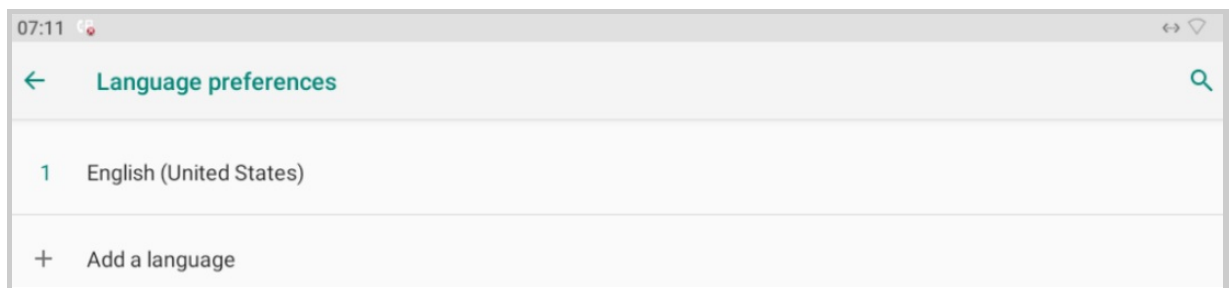 07:11
Language preferences
1 English (United States)
+ Add a language